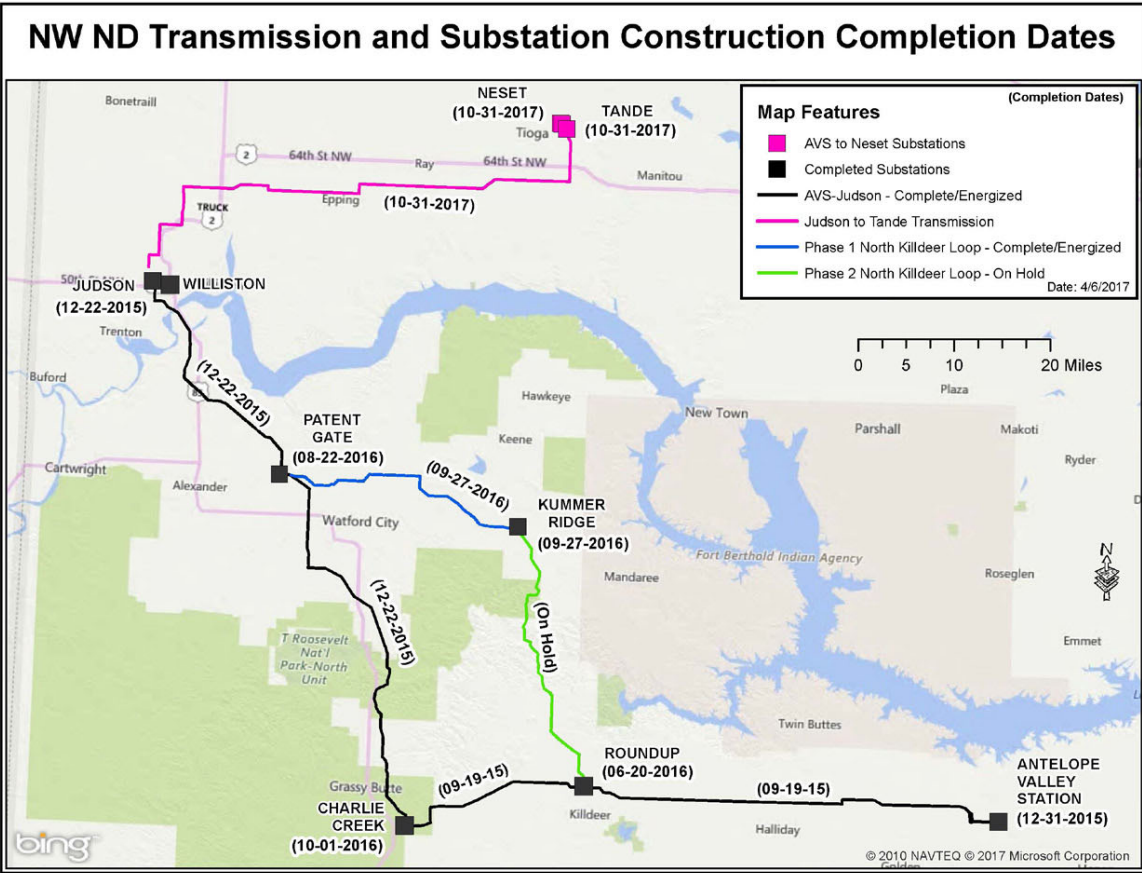 NW ND Transmission and Substation Construction Completion Dates
(Completion Dates)
Map Features
AVS to Neset Substations
Completed Substations
AVS-Judson - Complete/Energized
Judson to Tande Transmission
Phase 1 North Killdeer Loop - Complete/Energized
Phase 2 North Killdeer Loop - On Hold
Date: 4/6/2017
0 5 10 20 Miles
N
Bonetraill
NESET
(10-31-2017)
TANDE
(10-31-2017)
Tioga
2
64th St NW
Ray
64th St NW
Manitou
Epping
(10-31-2017)
TRUCK
2
JUDSON
(12-22-2015)
WILLISTON
Trenton
Buford
(12-22-2015)
85
Hawkeye
New Town
Plaza
Parshall
Makoti
Ryder
PATENT
GATE
(08-22-2016)
Keene
Cartwright
Alexander
(09-27-2016)
KUMMER
RIDGE
(09-27-2016)
Watford City
Fort Berthold Indian Agency
Mandaree
Roseglen
(12-22-2015)
(On Hold)
T Roosevelt
Nat'l
Park-North
Unit
Emmet
Twin Buttes
ROUNDUP
(06-20-2016)
ANTELOPE
VALLEY
STATION
(12-31-2015)
Grassy Butte
(09-19-15)
(09-19-15)
CHARLIE
CREEK
(10-01-2016)
Killdeer
Halliday
bing
© 2010 NAVTEQ © 2017 Microsoft Corporation